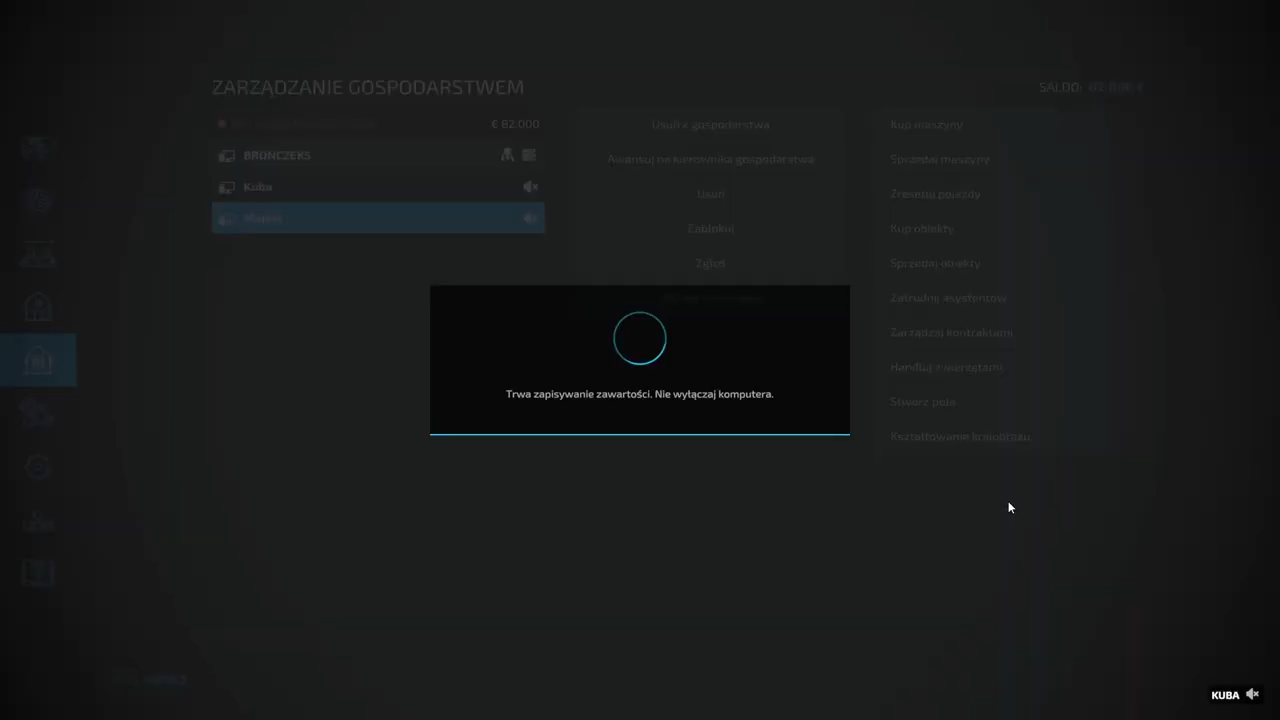 ZARZĄDZANIE GOSPODARSTWEM
SALDO:
€ 82.000
BRONCZEKS
Kuba
Usuń z gospodarstwa
Awansuj na kierownika gospodarstwa
Usuń
Zablokuj
Zgłoś
Kup maszyny
Sprzedaj maszyny
Zresetuj pojazdy
Kup obiekty
Sprzedaj obiekty
Zatrudnij asystentów
Zarządzaj kontraktami
Handluj zwierzętami
Stwórz pola
Kształtowanie krajobrazu
Trwa zapisywanie zawartości. Nie wyłączaj komputera.
KUBA